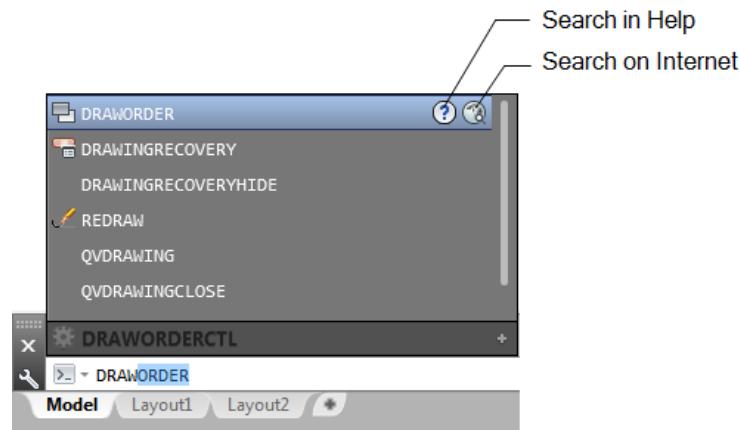 Search in Help
Search on Internet
DRAWORDER
DRAWINGRECOVERY
DRAWINGRECOVERYHIDE
REDRAW
QVDRAWING
QVDRAWINGCLOSE
DRAWORDERCTL
DRAWORDER
Model Layout1 Layout2